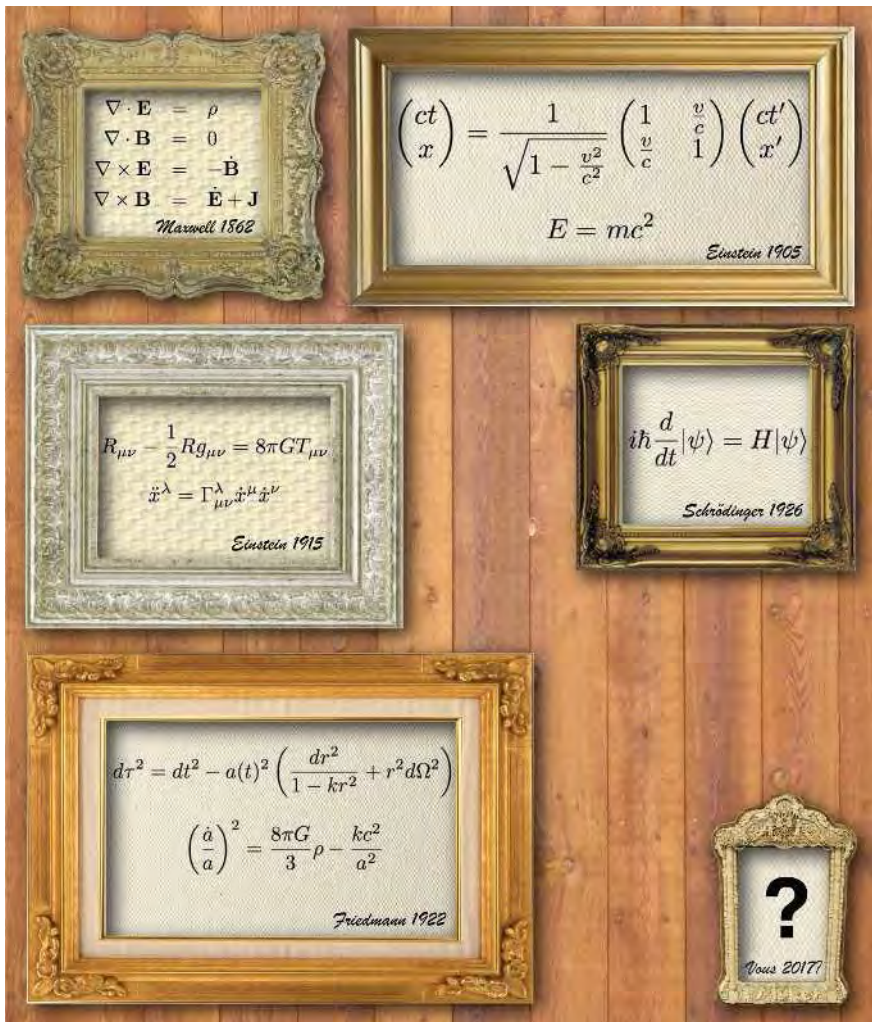 ∇ · E = ρ
∇ · B = 0
∇ × E = −Ḃ
∇ × B = Ė + J
Maxwell 1862
(ct x) = 1/√(1 − v²/c²) (1 v/c v/c 1) (ct′ x′)
E = mc²
Einstein 1905
R_μν − 1/2 Rg_μν = 8πGT_μν
ẍ^λ = Γ^λ_μν ẋ^μ ẋ^ν
Einstein 1915
iħ d/dt |ψ⟩ = H|ψ⟩
Schrödinger 1926
dτ² = dt² − a(t)² (dr²/(1 − kr²) + r²dΩ²)
(ȧ/a)² = 8πG/3 ρ − kc²/a²
Friedmann 1922
?
Vous 2017?